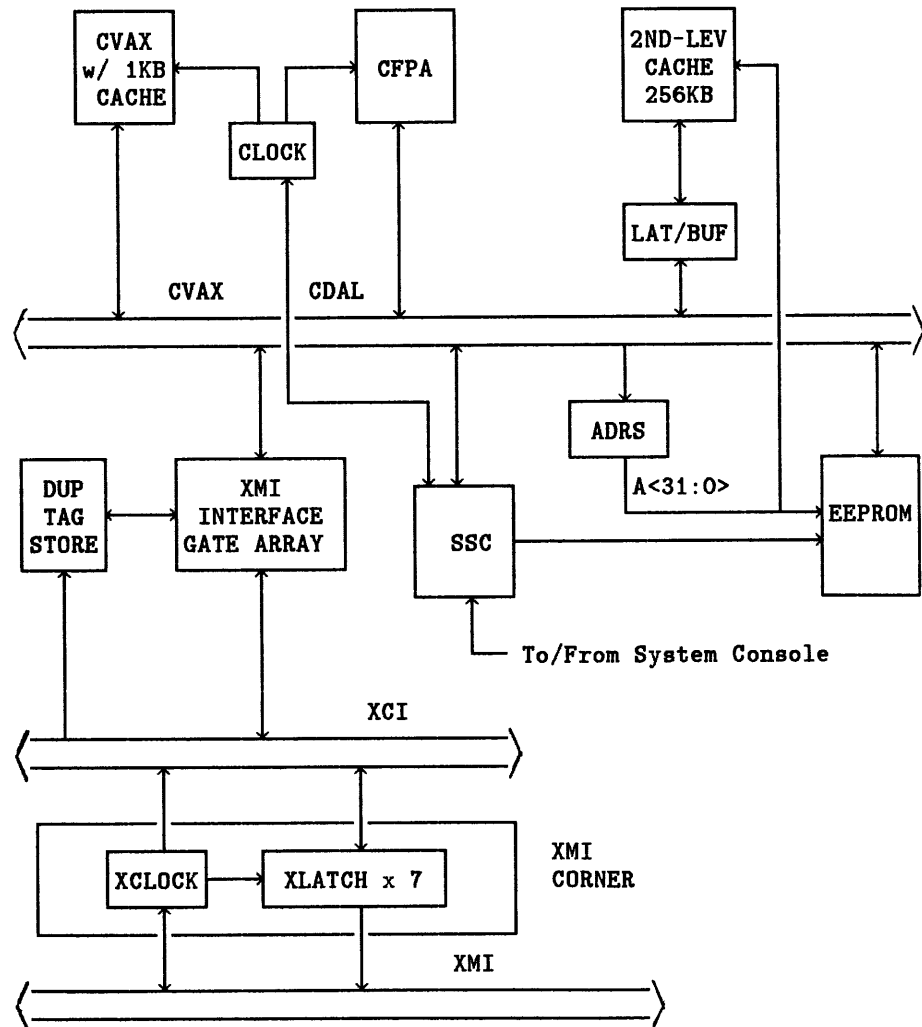 CVAX
w/ 1KB
CACHE
CFPA
2ND-LEV
CACHE
256KB
CLOCK
LAT/BUF
CVAX
CDAL
ADRS
A<31:0>
DUP
TAG
STORE
XMI
INTERFACE
GATE ARRAY
SSC
EEPROM
To/From System Console
XCI
XCLOCK
XLATCH x 7
XMI
CORNER
XMI